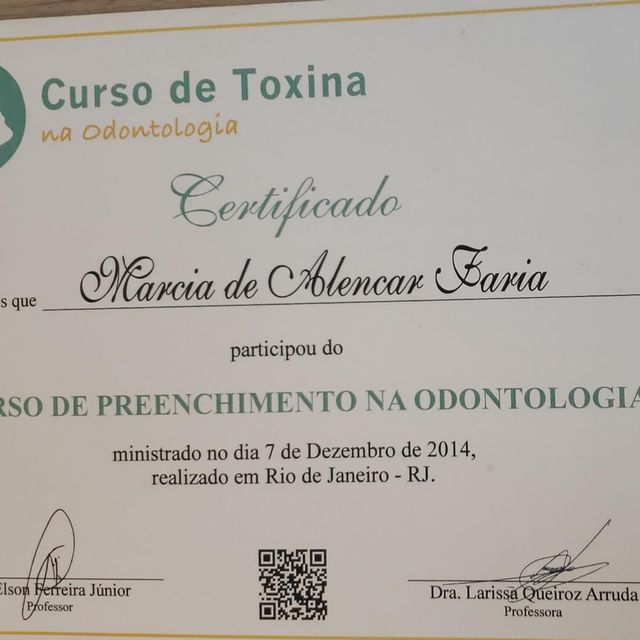 Curso de Toxina
na Odontologia
Certificado
s que Marcia de Alencar Faria
participou do
RSO DE PREENCHIMENTO NA ODONTOLOGIA
ministrado no dia 7 de Dezembro de 2014,
realizado em Rio de Janeiro - RJ.
Elson Ferreira Júnior
Professor
Dra. Larissa Queiroz Arruda
Professora